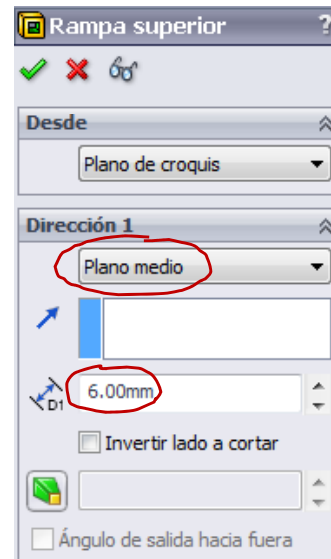 Rampa superior ?
Desde
Plano de croquis
Dirección 1
Plano medio
D1 6.00mm
Invertir lado a cortar
Ángulo de salida hacia fuera